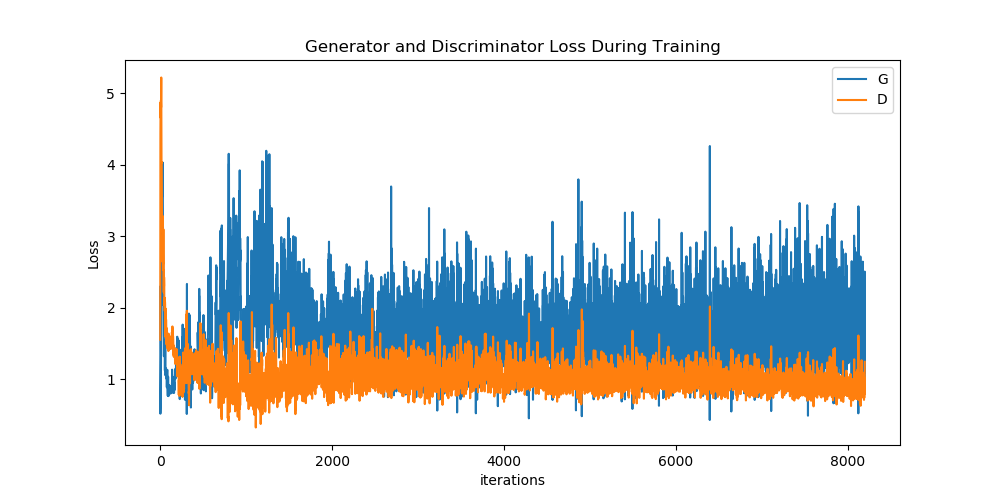 Generator and Discriminator Loss During Training
G
D
5
4
3
2
1
Loss
0 2000 4000 6000 8000
iterations